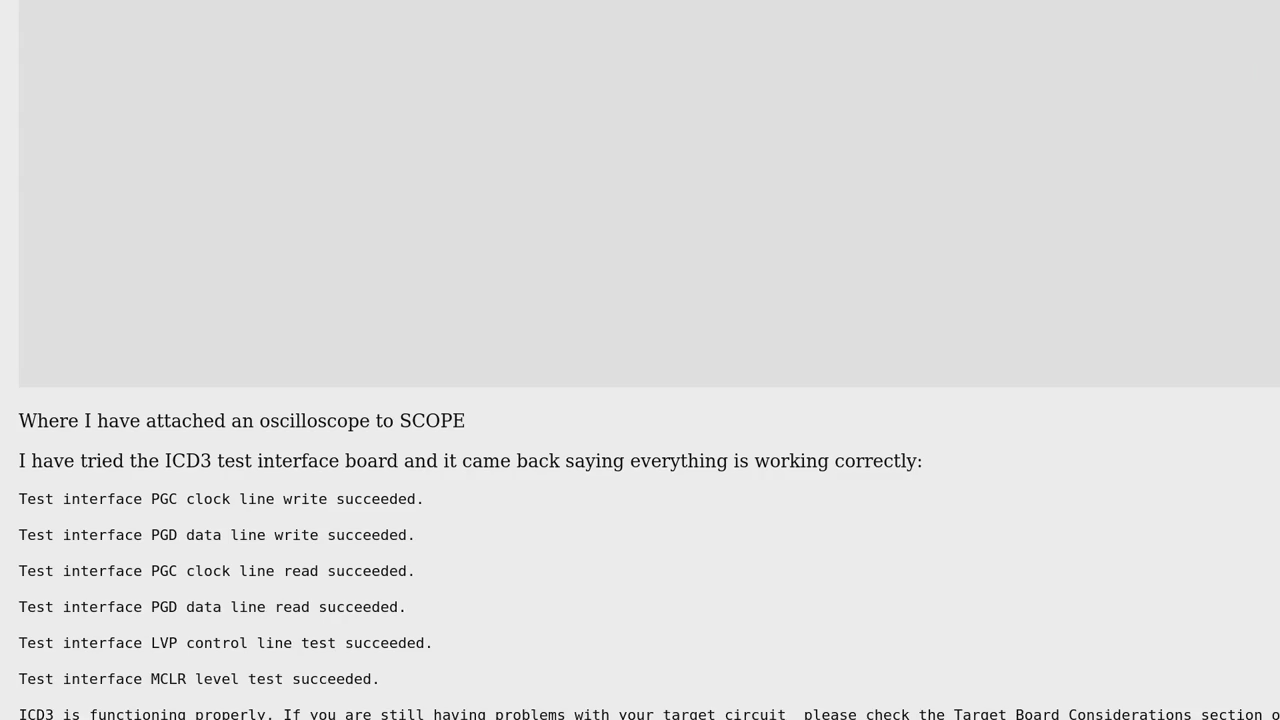 Where I have attached an oscilloscope to SCOPE
I have tried the ICD3 test interface board and it came back saying everything is working correctly:
Test interface PGC clock line write succeeded.
Test interface PGD data line write succeeded.
Test interface PGC clock line read succeeded.
Test interface PGD data line read succeeded.
Test interface LVP control line test succeeded.
Test interface MCLR level test succeeded.
ICD3 is functioning properly. If you are still having problems with your target circuit please check the Target Board Considerations section